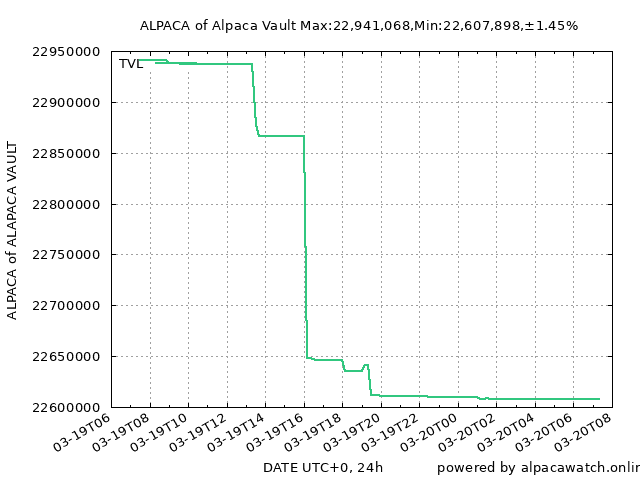 ALPACA of Alpaca Vault Max:22,941,068,Min:22,607,898,±1.45%
TVL
ALPACA of ALAPACA VAULT
22950000
22900000
22850000
22800000
22750000
22700000
22650000
22600000
03-19T06
03-19T08
03-19T10
03-19T12
03-19T14
03-19T16
03-19T18
03-19T20
03-19T22
03-20T00
03-20T02
03-20T04
03-20T06
03-20T08
DATE UTC+0, 24h
powered by alpacawatch.onlin